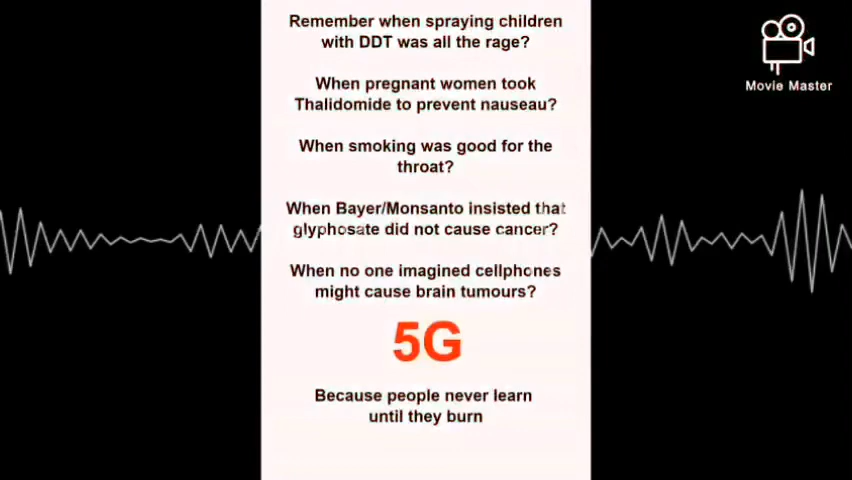 Remember when spraying children
with DDT was all the rage?
When pregnant women took
Thalidomide to prevent nauseau?
When smoking was good for the
throat?
When Bayer/Monsanto insisted that
glyphosate did not cause cancer?
When no one imagined cellphones
might cause brain tumours?
5G
Because people never learn
until they burn
Movie Master